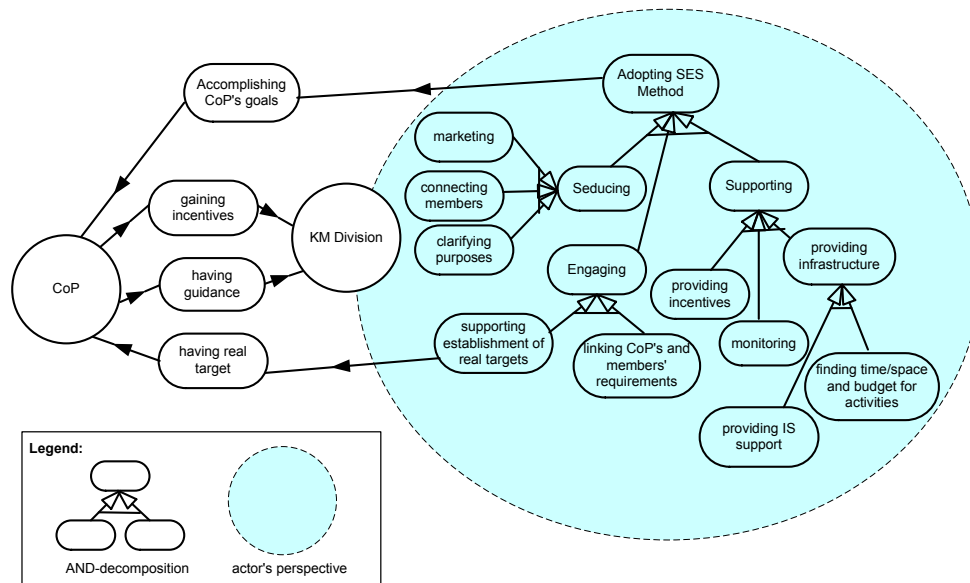 Accomplishing
CoP's goals
Adopting SES
Method
marketing
connecting
members
clarifying
purposes
Seducing
Supporting
gaining
incentives
KM Division
CoP
having
guidance
having real
target
Engaging
providing
infrastructure
providing
incentives
supporting
establishment of
real targets
linking CoP's and
members'
requirements
monitoring
finding time/space
and budget for
activities
providing IS
support
Legend:
AND-decomposition
actor's perspective